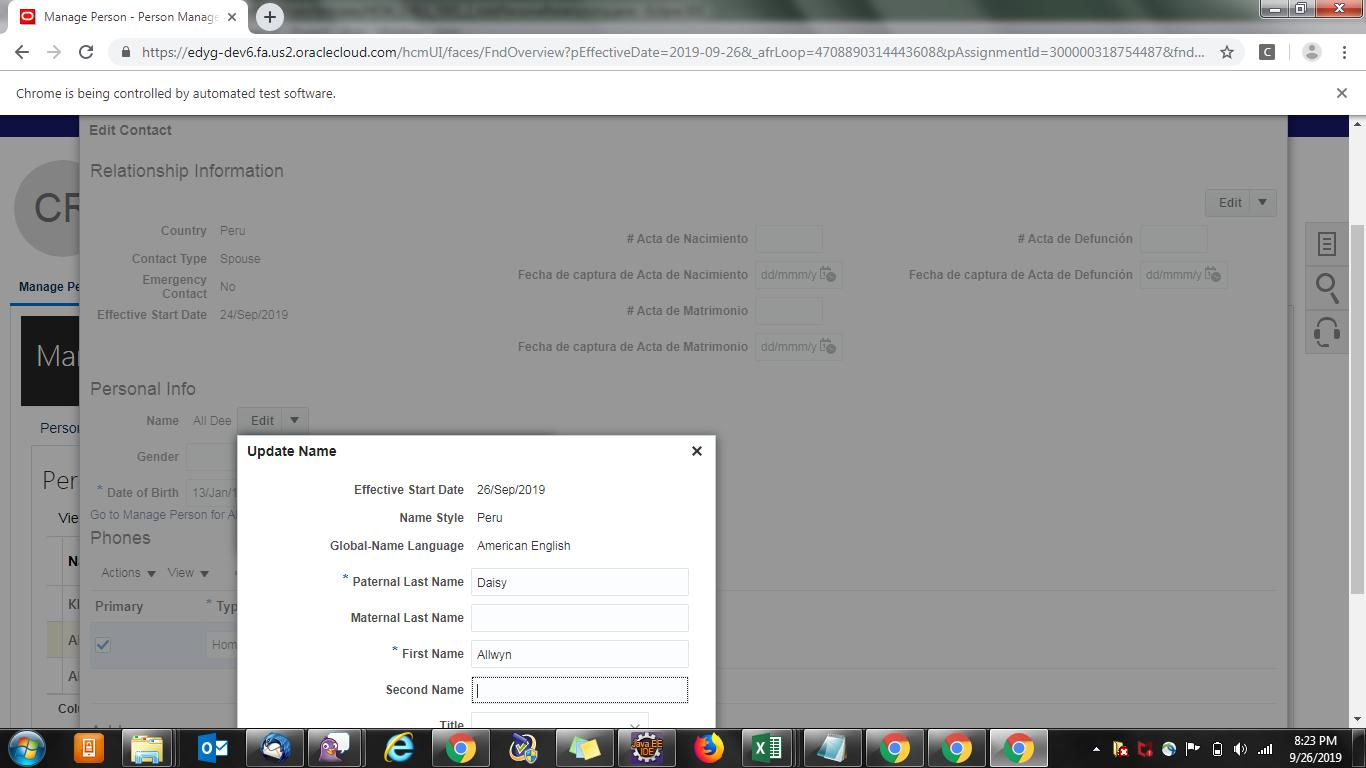 Manage Person - Person Manage
https://edyg-dev6.fa.us2.oraclecloud.com/hcmUI/faces/FndOverview?pEffectiveDate=2019-09-26&_afrLoop=4708890314443608&pAssignmentId=300000318754487&fnd...
C
Chrome is being controlled by automated test software.
Edit Contact
Relationship Information
Edit
Country Peru
# Acta de Nacimiento
# Acta de Defunción
Contact Type Spouse
Fecha de captura de Acta de Nacimiento dd/mmm/y
Fecha de captura de Acta de Defunción dd/mmm/y
Emergency Contact No
Manage Pe
Effective Start Date 24/Sep/2019
# Acta de Matrimonio
Fecha de captura de Acta de Matrimonio dd/mmm/y
Personal Info
Name All Dee Edit
Person
Gender
* Date of Birth 13/Jan/1
Go to Manage Person for A
Phones
Actions View
Primary * Typ
Hom
Update Name
Effective Start Date 26/Sep/2019
Name Style Peru
Global-Name Language American English
* Paternal Last Name Daisy
Maternal Last Name
* First Name Allwyn
Second Name
Title
Java EE
IDE
8:23 PM
9/26/2019